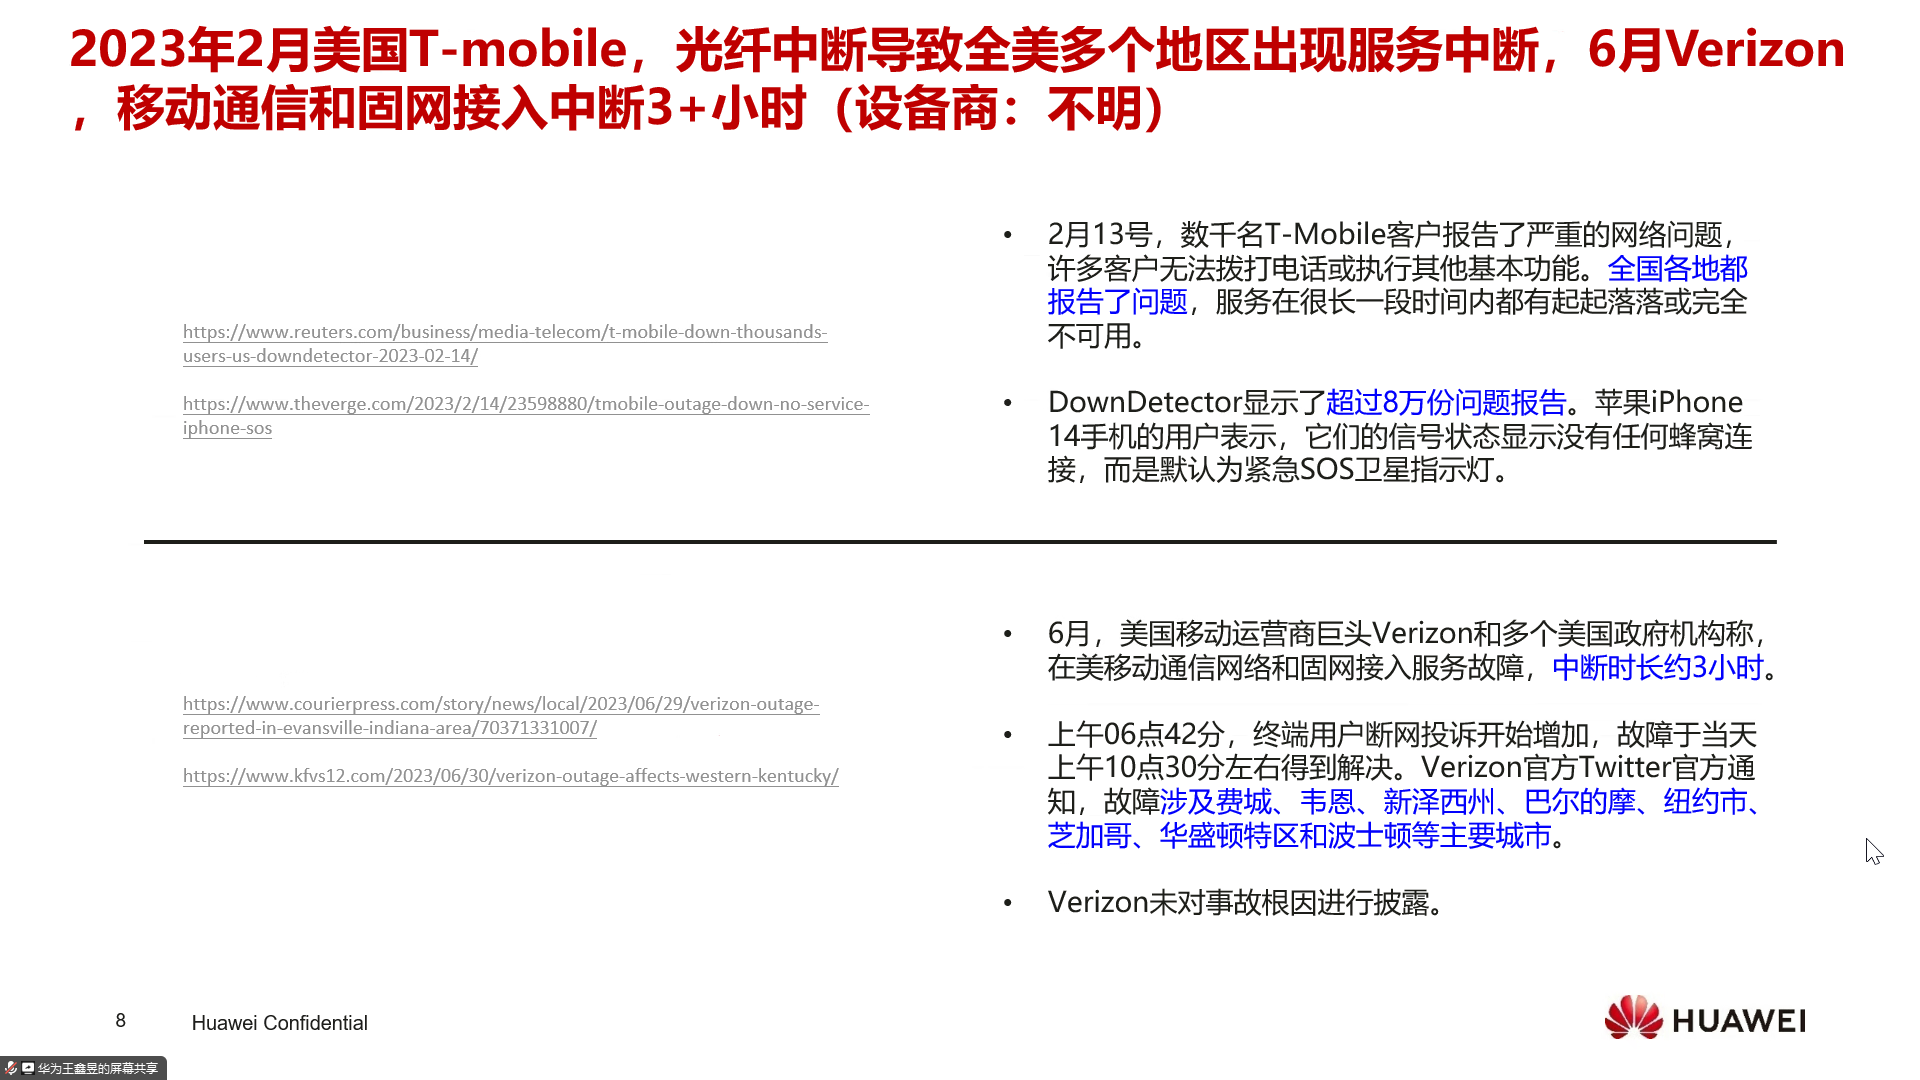 2023年2月美国T-mobile，光纤中断导致全美多个地区出现服务中断，6月Verizon
，移动通信和固网接入中断3+小时（设备商：不明）
https://www.reuters.com/business/media-telecom/t-mobile-down-thousands-
users-us-downdetector-2023-02-14/
https://www.theverge.com/2023/2/14/23598880/tmobile-outage-down-no-service-
iphone-sos
• 2月13号，数千名T-Mobile客户报告了严重的网络问题，
许多客户无法拨打电话或执行其他基本功能。全国各地都
报告了问题，服务在很长一段时间内都有起起落落或完全
不可用。
• DownDetector显示了超过8万份问题报告。苹果iPhone
14手机的用户表示，它们的信号状态显示没有任何蜂窝连
接，而是默认为紧急SOS卫星指示灯。
https://www.courierpress.com/story/news/local/2023/06/29/verizon-outage-
reported-in-evansville-indiana-area/70371331007/
https://www.kfvs12.com/2023/06/30/verizon-outage-affects-western-kentucky/
• 6月，美国移动运营商巨头Verizon和多个美国政府机构称，
在美移动通信网络和固网接入服务故障，中断时长约3小时。
• 上午06点42分，终端用户断网投诉开始增加，故障于当天
上午10点30分左右得到解决。Verizon官方Twitter官方通
知，故障涉及费城、韦恩、新泽西州、巴尔的摩、纽约市、
芝加哥、华盛顿特区和波士顿等主要城市。
• Verizon未对事故根因进行披露。
8
Huawei Confidential
HUAWEI
华为王鑫昱的屏幕共享